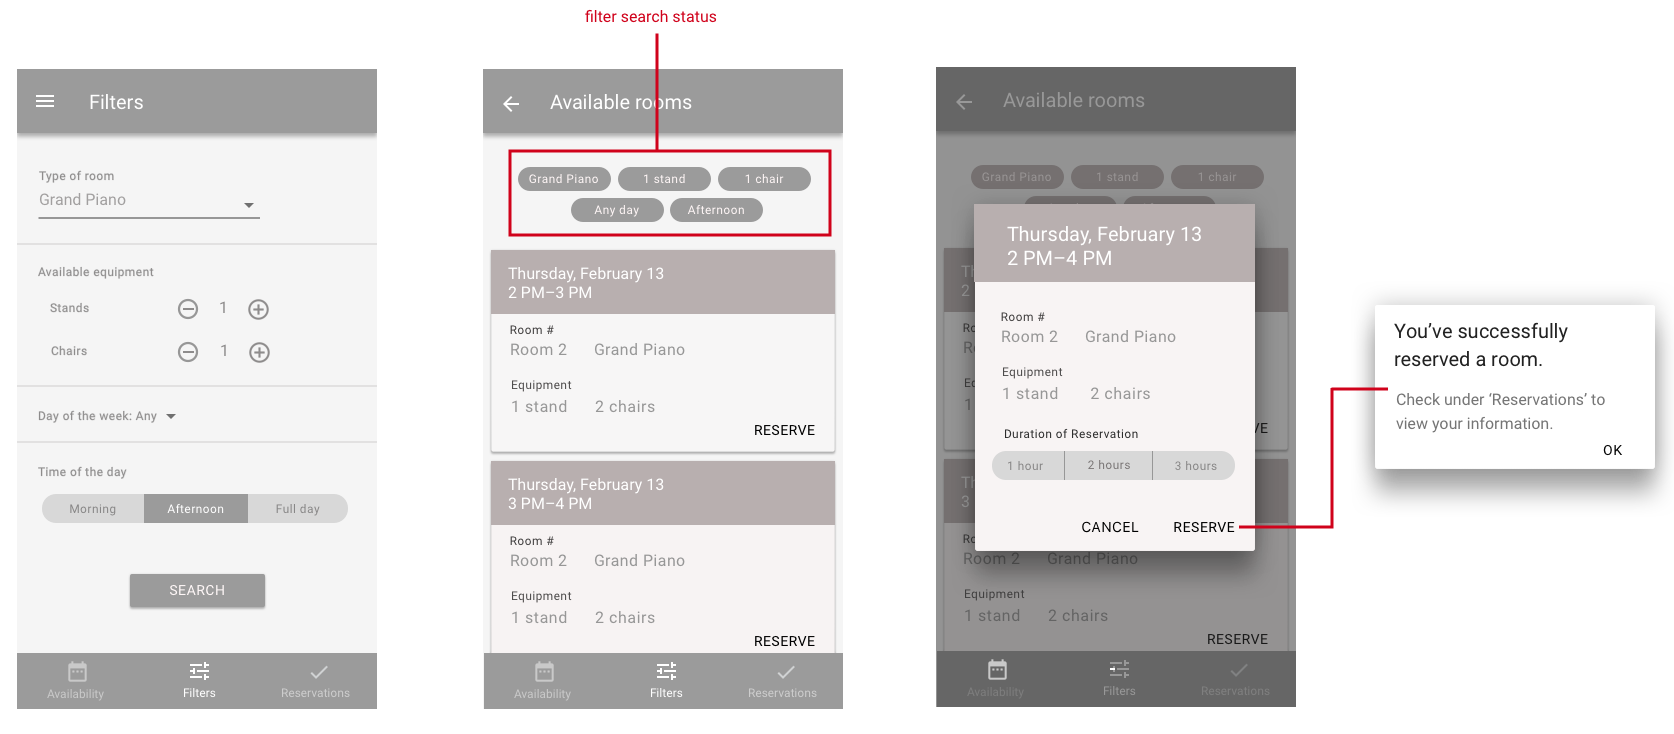 filter search status
Filters
Type of room
Grand Piano
Available equipment
Stands 1
Chairs 1
Day of the week: Any
Time of the day
Morning Afternoon Full day
SEARCH
Availability Filters Reservations
Available rooms
Grand Piano 1 stand 1 chair
Any day Afternoon
Thursday, February 13
2 PM–3 PM
Room #
Room 2 Grand Piano
Equipment
1 stand 2 chairs
RESERVE
Thursday, February 13
3 PM–4 PM
Room #
Room 2 Grand Piano
Equipment
1 stand 2 chairs
RESERVE
Availability Filters Reservations
Available rooms
Grand Piano 1 stand 1 chair
Thursday, February 13
2 PM–4 PM
Room #
Room 2 Grand Piano
Equipment
1 stand 2 chairs
Duration of Reservation
1 hour 2 hours 3 hours
CANCEL RESERVE
Grand Piano
Equipment
1 stand 2 chairs
RESERVE
Availability Filters Reservations
You’ve successfully
reserved a room.
Check under ‘Reservations’ to
view your information.
OK